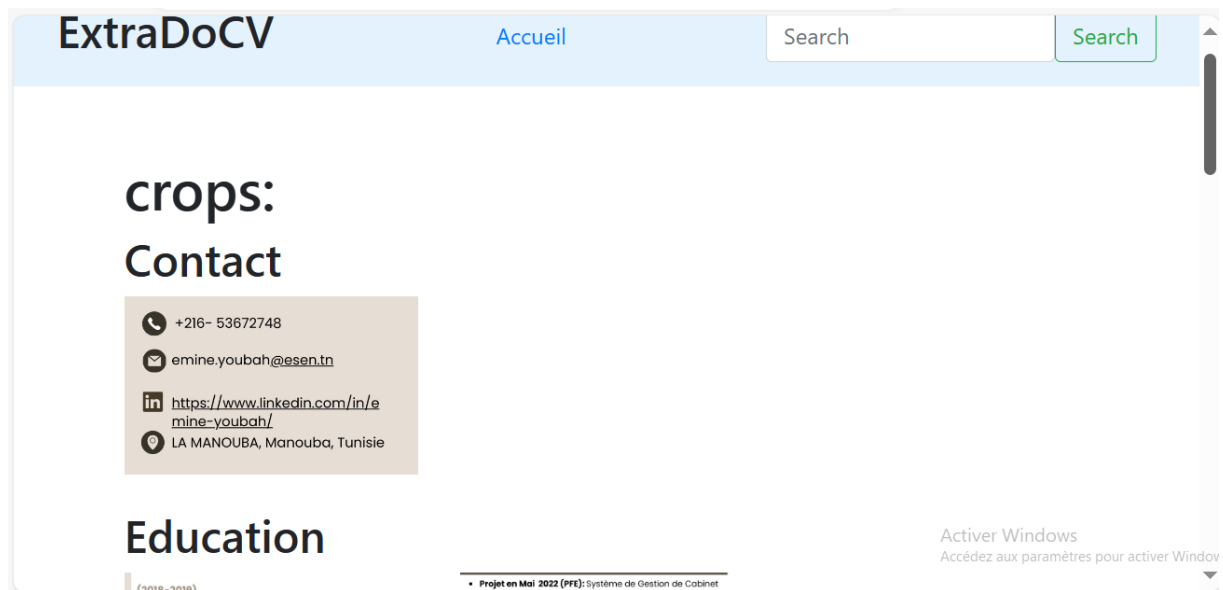 ExtraDoCV
Accueil
Search
Search
crops:
Contact
+216- 53672748
emine.youbah@esen.tn
https://www.linkedin.com/in/e
mine-youbah/
LA MANOUBA, Manouba, Tunisie
Education
(2018-2019)
• Projet en Mai 2022 (PFE): Système de Gestion de Cabinet
Activer Windows
Accédez aux paramètres pour activer Window